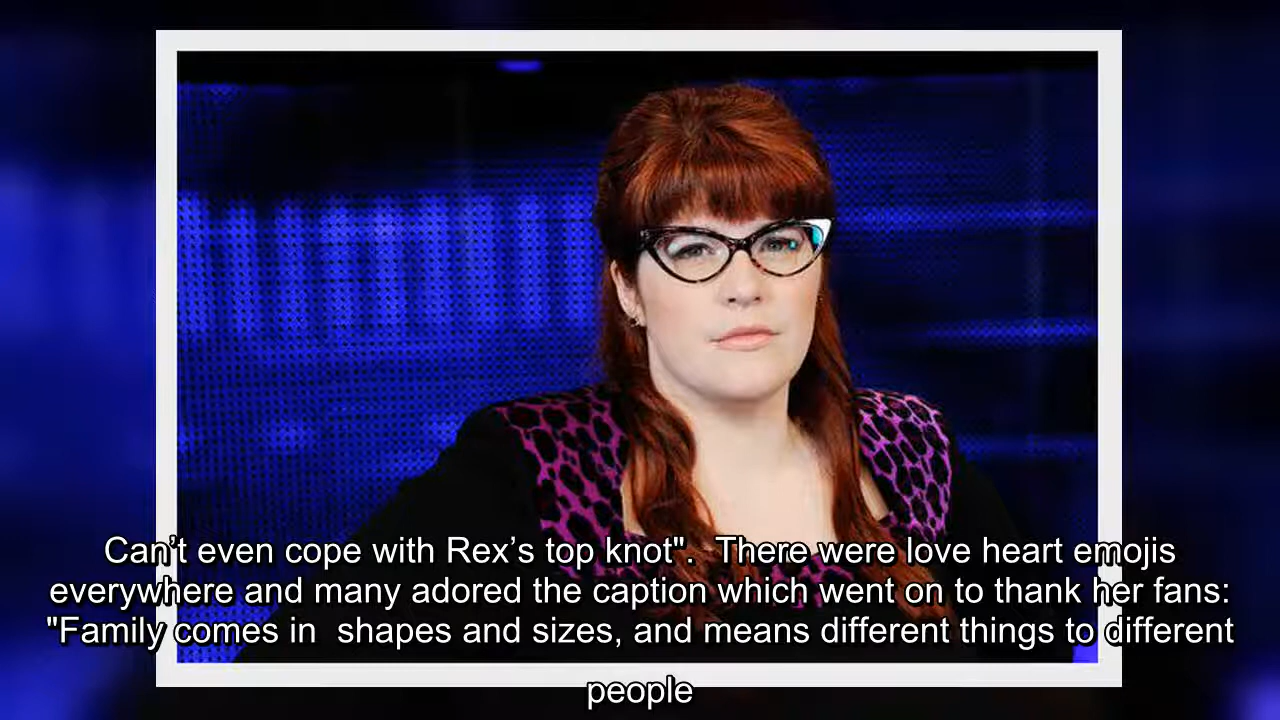 Can’t even cope with Rex’s top knot".  There were love heart emojis
everywhere and many adored the caption which went on to thank her fans:
"Family comes in  shapes and sizes, and means different things to different
people